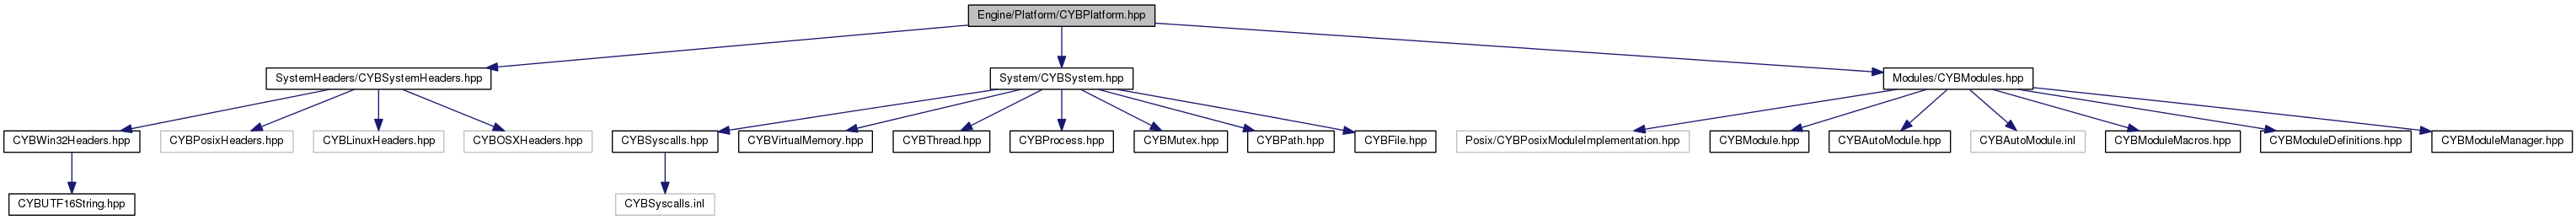 Engine/Platform/CYBPlatform.hpp
SystemHeaders/CYBSystemHeaders.hpp
System/CYBSystem.hpp
Modules/CYBModules.hpp
CYBWin32Headers.hpp
CYBPosixHeaders.hpp
CYBLinuxHeaders.hpp
CYBOSXHeaders.hpp
CYBSyscalls.hpp
CYBVirtualMemory.hpp
CYBThread.hpp
CYBProcess.hpp
CYBMutex.hpp
CYBPath.hpp
CYBFile.hpp
Posix/CYBPosixModuleImplementation.hpp
CYBModule.hpp
CYBAutoModule.hpp
CYBAutoModule.inl
CYBModuleMacros.hpp
CYBModuleDefinitions.hpp
CYBModuleManager.hpp
CYBUTF16String.hpp
CYBSyscalls.inl